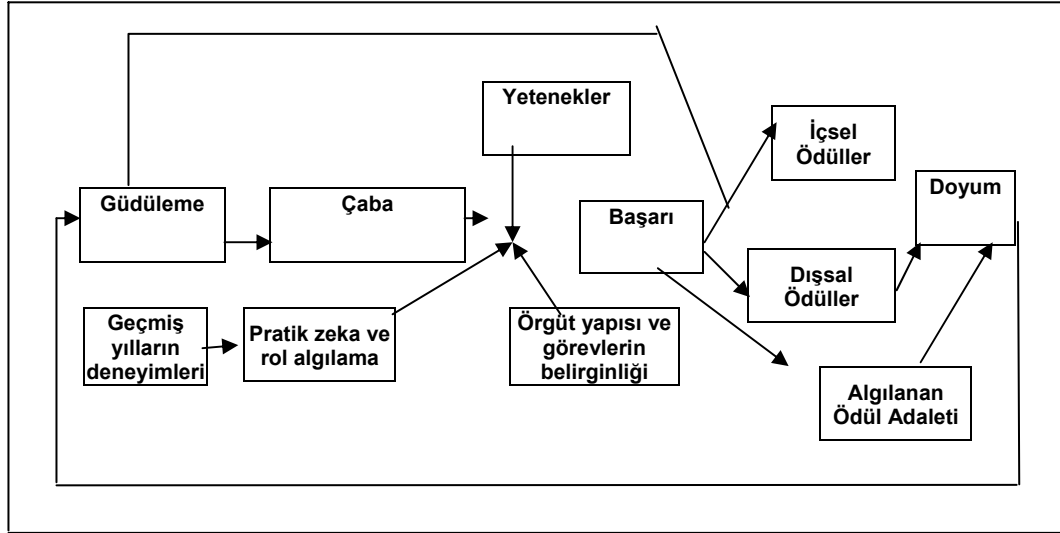 Yetenekler
İçsel
Ödüller
Güdüleme
Çaba
Başarı
Doyum
Dışsal
Ödüller
Geçmiş
yılların
deneyimleri
Pratik zeka ve
rol algılama
Örgüt yapısı ve
görevlerin
belirginliği
Algılanan
Ödül Adaleti